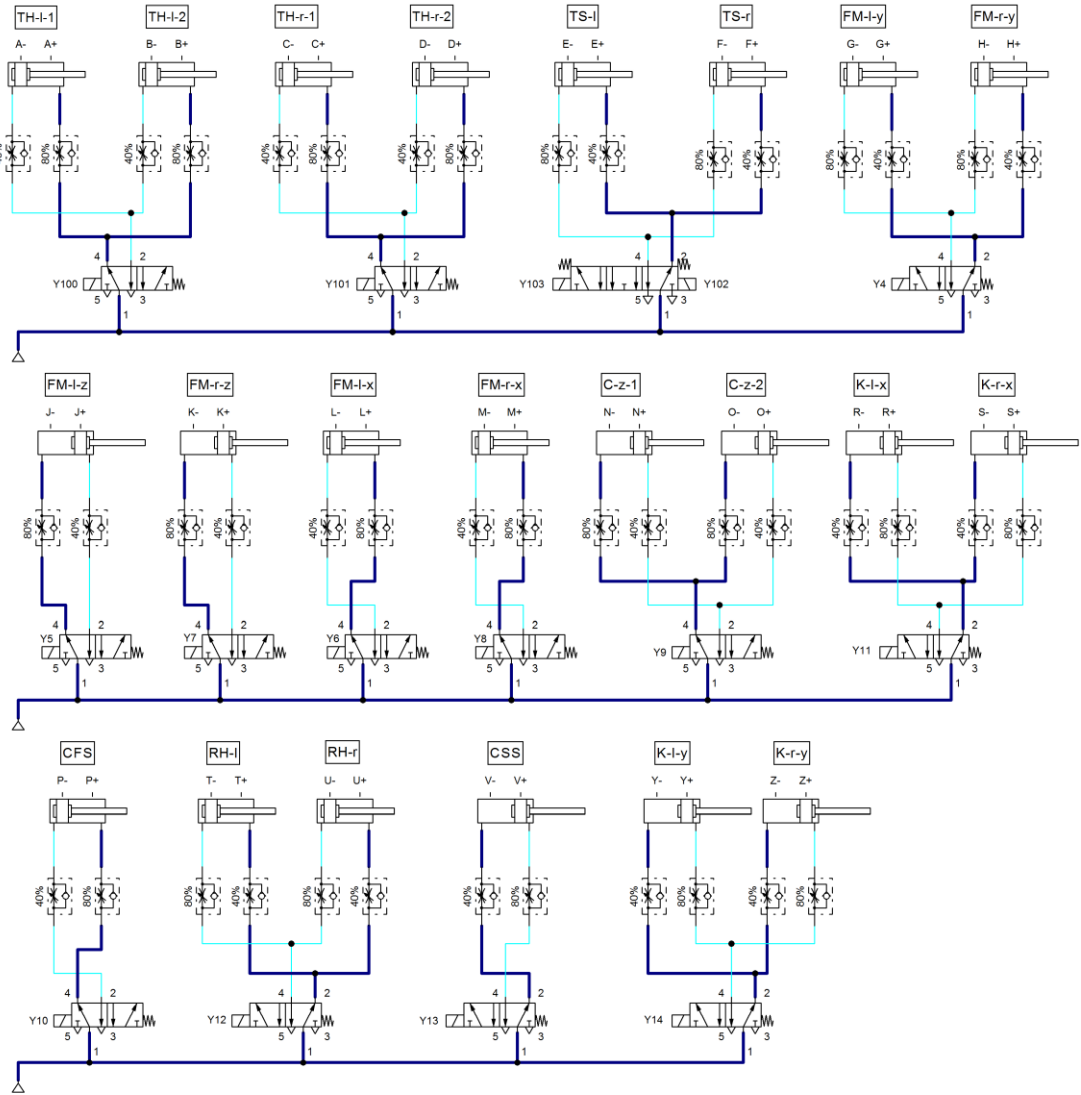 TH-l-1 TH-l-2 TH-r-1 TH-r-2 TS-l TS-r FM-l-y FM-r-y
A- A+ B- B+ C- C+ D- D+ E- E+ F- F+ G- G+ H- H+
80% 40% 80% 40% 80% 40% 80% 80% 40% 80% 40% 80% 40% 80% 40%
4 2 4 2 4 2 4 2
Y100 Y101 Y103 Y102 Y4
5 3 5 3 5 3 5 3
1 1 1 1
FM-l-z FM-r-z FM-l-x FM-r-x C-z-1 C-z-2 K-l-x K-r-x
J- J+ K- K+ L- L+ M- M+ N- N+ O- O+ R- R+ S- S+
80% 40% 80% 40% 40% 80% 40% 80% 80% 40% 80% 40% 40% 80% 40% 80%
4 2 4 2 4 2 4 2 4 2 4 2
Y5 Y7 Y6 Y8 Y9 Y11
5 3 5 3 5 3 5 3 5 3 5 3
1 1 1 1 1 1
CFS RH-l RH-r CSS K-l-y K-r-y
P- P+ T- T+ U- U+ V- V+ Y- Y+ Z- Z+
40% 80% 80% 40% 80% 40% 40% 80% 40% 80% 40% 80%
4 2 4 2 4 2 4 2
Y10 Y12 Y13 Y14
5 3 5 3 5 3 5 3
1 1 1 1